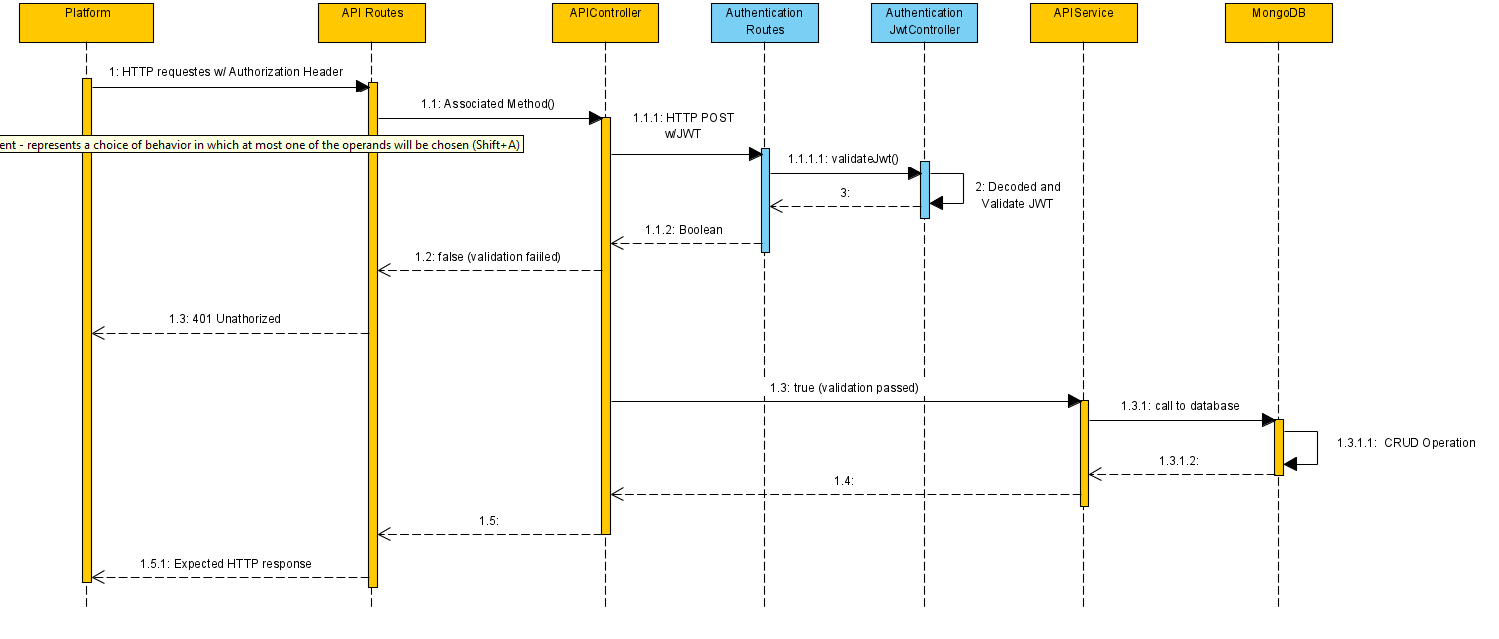 Platform
API Routes
APIController
Authentication
Routes
Authentication
JwtController
APIService
MongoDB
1: HTTP requestes w/ Authorization Header
1.1: Associated Method()
1.1.1: HTTP POST
w/JWT
ent - represents a choice of behavior in which at most one of the operands will be chosen (Shift+A)
1.1.1.1: validateJwt()
2: Decoded and
Validate JWT
3:
1.1.2: Boolean
1.2: false (validation faiiled)
1.3: 401 Unathorized
1.3: true (validation passed)
1.3.1: call to database
1.3.1.1: CRUD Operation
1.3.1.2:
1.4:
1.5:
1.5.1: Expected HTTP response